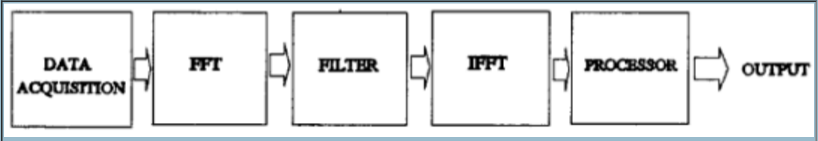 DATA
ACQUISITION
FFT
FILTER
IFFT
PROCESSOR
OUTPUT